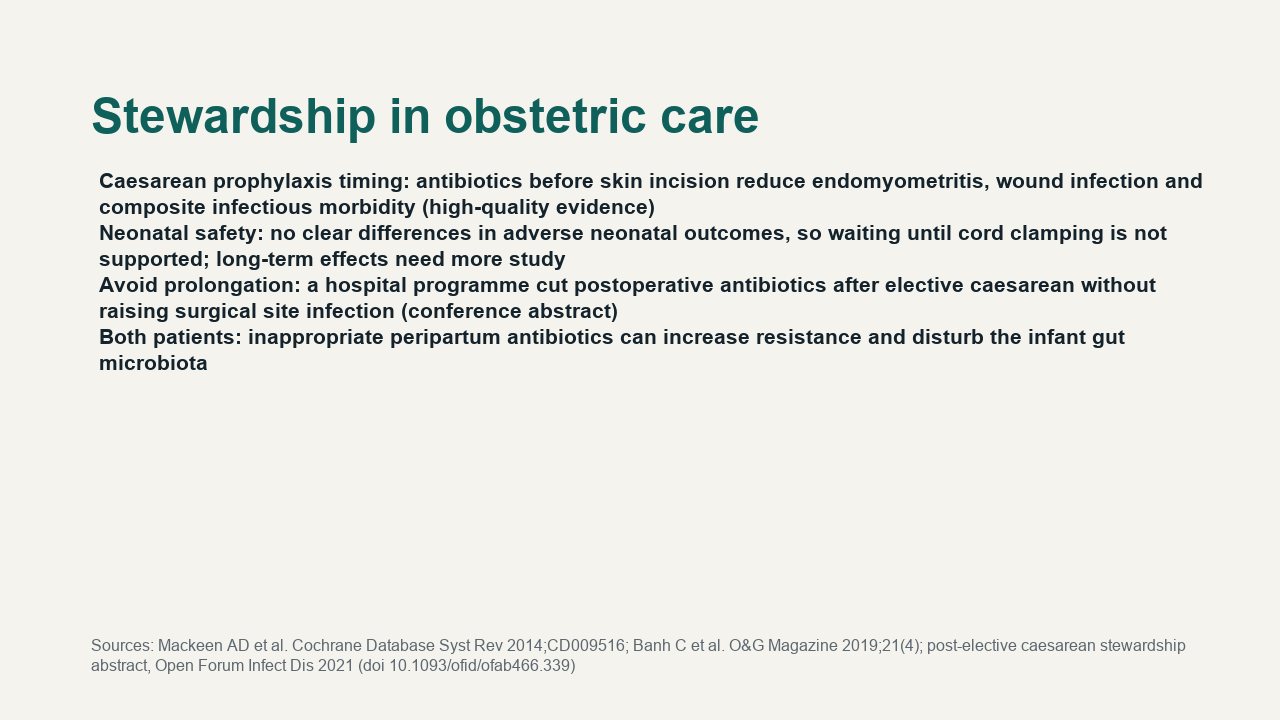 Stewardship in obstetric care
Caesarean prophylaxis timing: antibiotics before skin incision reduce endomyometritis, wound infection and
composite infectious morbidity (high-quality evidence)
Neonatal safety: no clear differences in adverse neonatal outcomes, so waiting until cord clamping is not
supported; long-term effects need more study
Avoid prolongation: a hospital programme cut postoperative antibiotics after elective caesarean without
raising surgical site infection (conference abstract)
Both patients: inappropriate peripartum antibiotics can increase resistance and disturb the infant gut
microbiota
Sources: Mackeen AD et al. Cochrane Database Syst Rev 2014;CD009516; Banh C et al. O&G Magazine 2019;21(4); post-elective caesarean stewardship
abstract, Open Forum Infect Dis 2021 (doi 10.1093/ofid/ofab466.339)